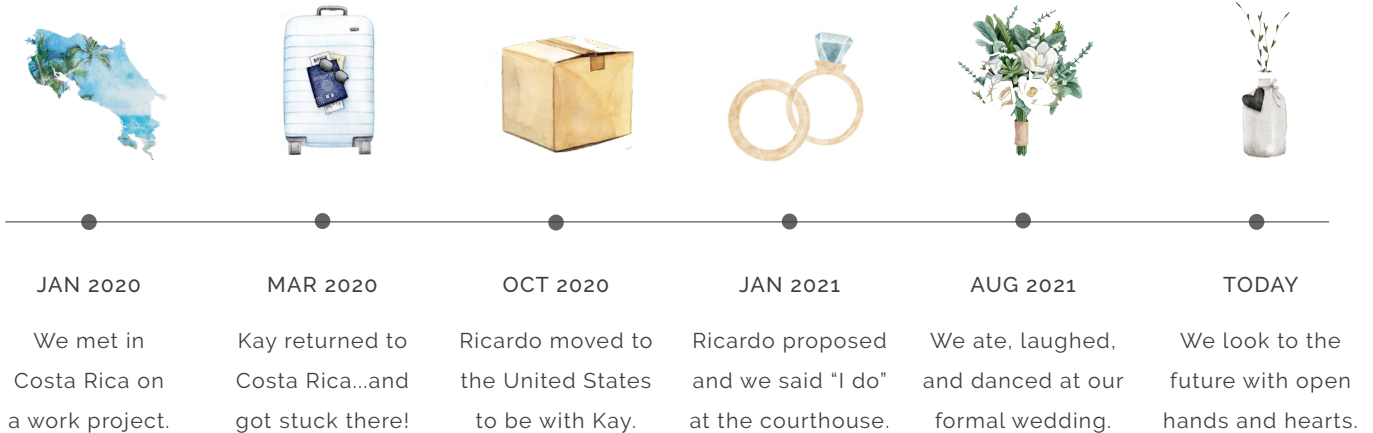 JAN 2020
We met in
Costa Rica on
a work project.
MAR 2020
Kay returned to
Costa Rica...and
got stuck there!
OCT 2020
Ricardo moved to
the United States
to be with Kay.
JAN 2021
Ricardo proposed
and we said “I do”
at the courthouse.
AUG 2021
We ate, laughed,
and danced at our
formal wedding.
TODAY
We look to the
future with open
hands and hearts.